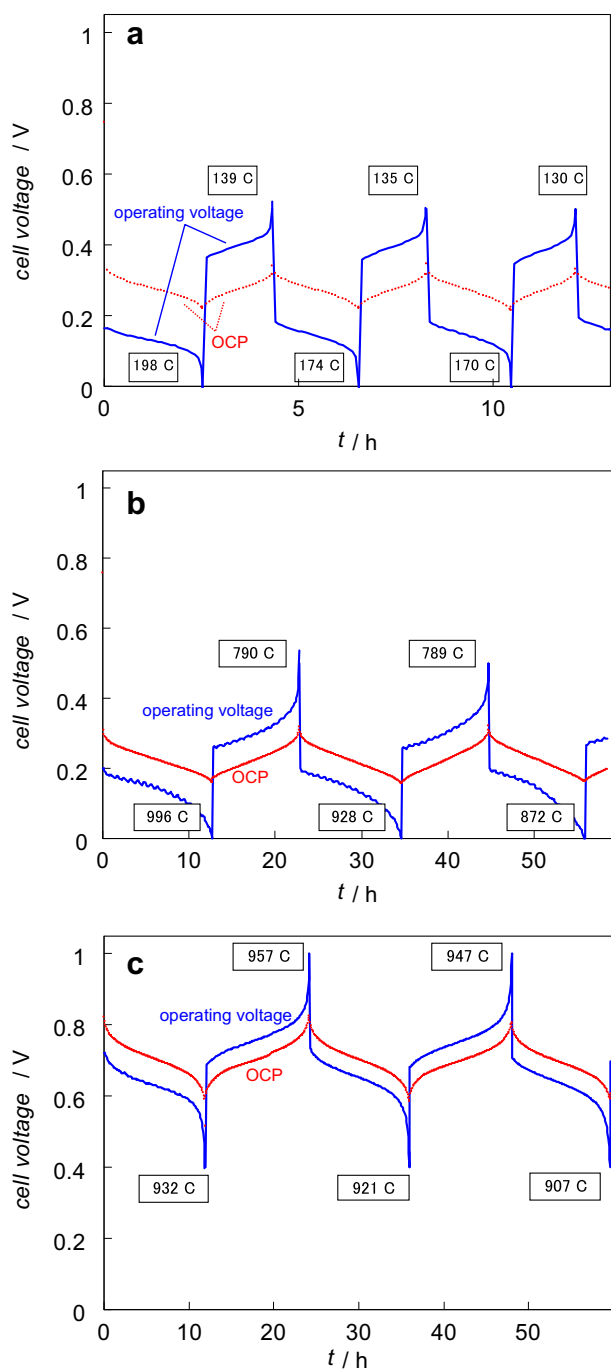 a
1
0.8
0.6
0.4
0.2
0
cell voltage / V
139 C
135 C
130 C
operating voltage
OCP
198 C
174 C
170 C
0
5
10
t / h
b
1
0.8
0.6
0.4
0.2
0
cell voltage / V
790 C
789 C
operating voltage
OCP
996 C
928 C
872 C
0
10
20
30
40
50
t / h
c
1
0.8
0.6
0.4
0.2
0
cell voltage / V
957 C
947 C
operating voltage
OCP
932 C
921 C
907 C
0
10
20
30
40
50
t / h